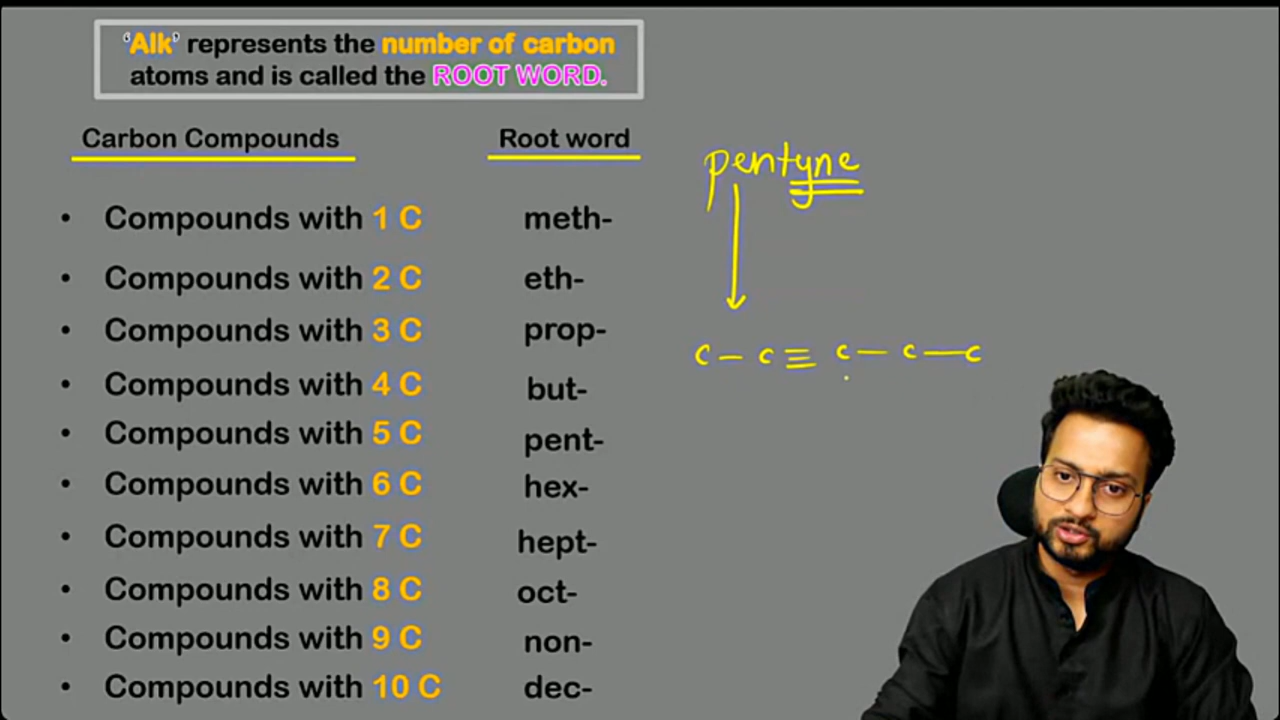 ‘Alk’ represents the number of carbon
atoms and is called the ROOT WORD.
Carbon Compounds Root word
• Compounds with 1 C meth-
• Compounds with 2 C eth-
• Compounds with 3 C prop-
• Compounds with 4 C but-
• Compounds with 5 C pent-
• Compounds with 6 C hex-
• Compounds with 7 C hept-
• Compounds with 8 C oct-
• Compounds with 9 C non-
• Compounds with 10 C dec-
pentyne
C – C ≡ C – C – C